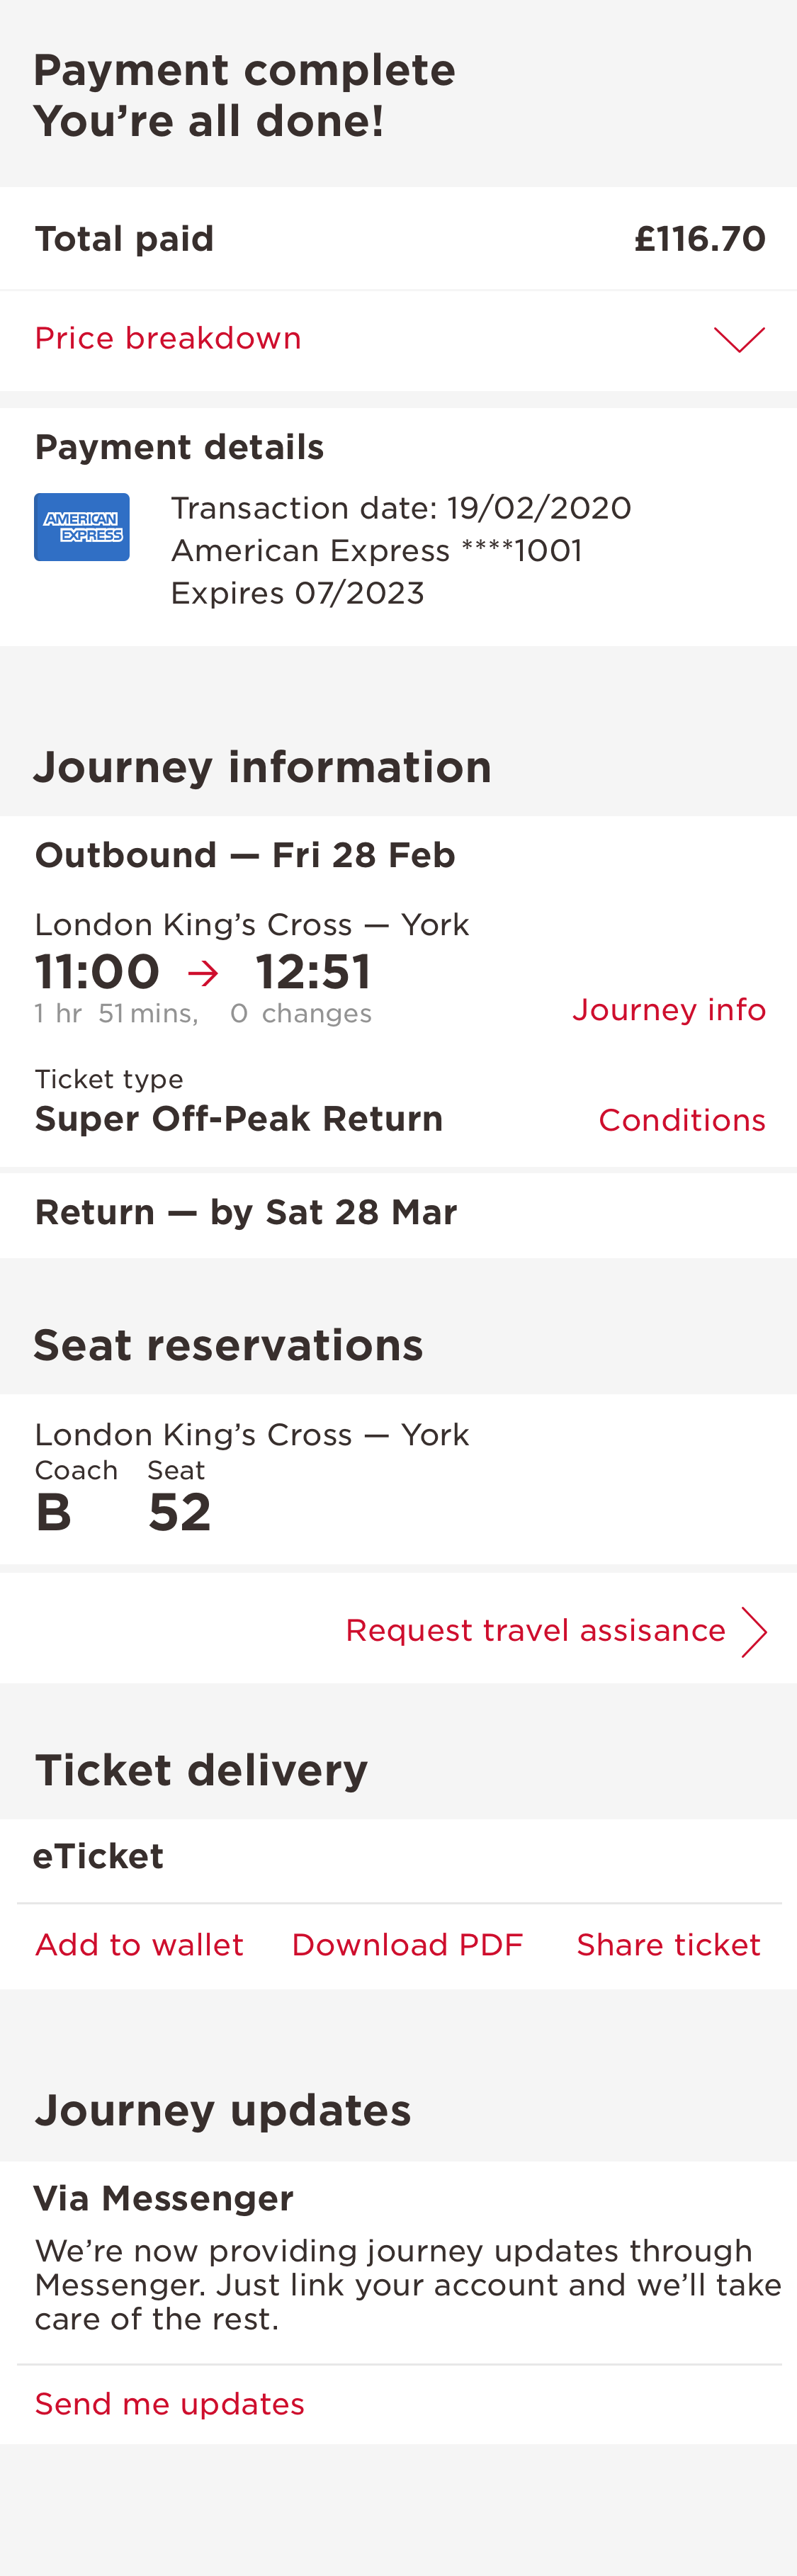 Payment complete
You’re all done!
Total paid £116.70
Price breakdown
Payment details
AMERICAN
EXPRESS
Transaction date: 19/02/2020
American Express ****1001
Expires 07/2023
Journey information
Outbound — Fri 28 Feb
London King’s Cross — York
11:00 → 12:51
1 hr 51 mins, 0 changes Journey info
Ticket type
Super Off-Peak Return Conditions
Return — by Sat 28 Mar
Seat reservations
London King’s Cross — York
Coach Seat
B 52
Request travel assisance
Ticket delivery
eTicket
Add to wallet Download PDF Share ticket
Journey updates
Via Messenger
We’re now providing journey updates through
Messenger. Just link your account and we’ll take
care of the rest.
Send me updates